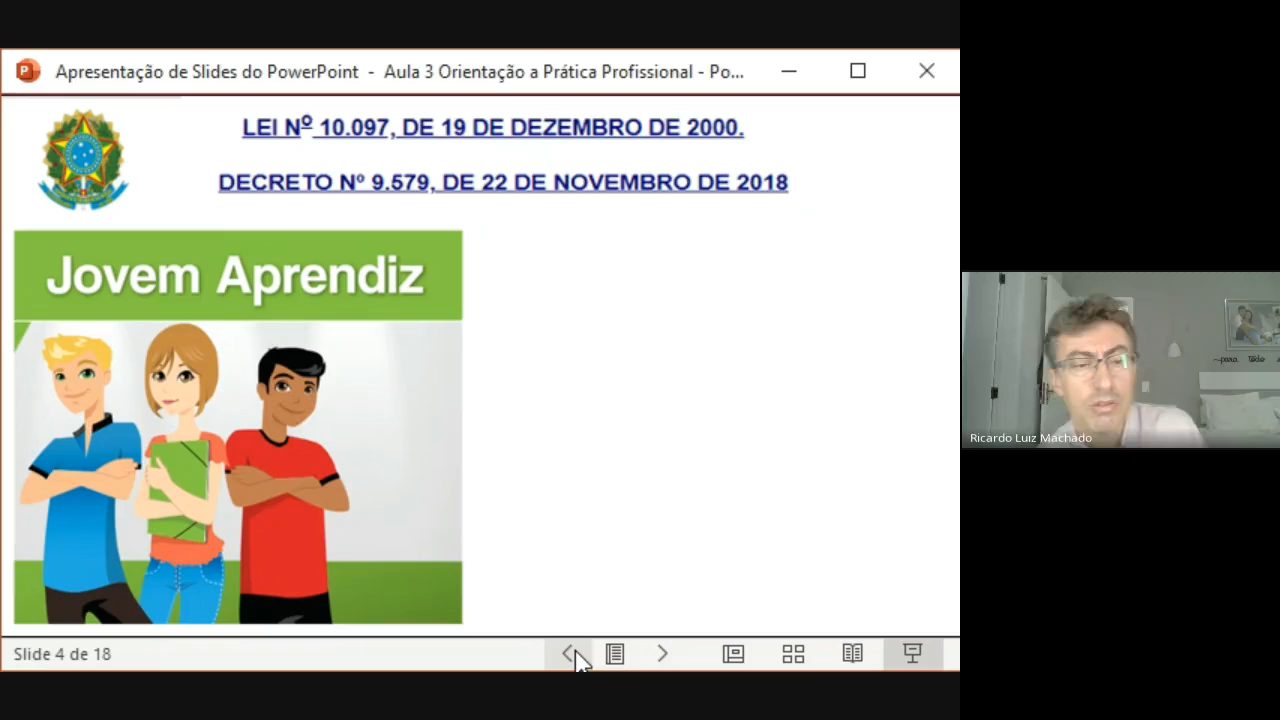 Apresentação de Slides do PowerPoint - Aula 3 Orientação a Prática Profissional - Po...
LEI Nº 10.097, DE 19 DE DEZEMBRO DE 2000.
DECRETO Nº 9.579, DE 22 DE NOVEMBRO DE 2018
Jovem Aprendiz
~para Todo
Ricardo Luiz Machado
Slide 4 de 18